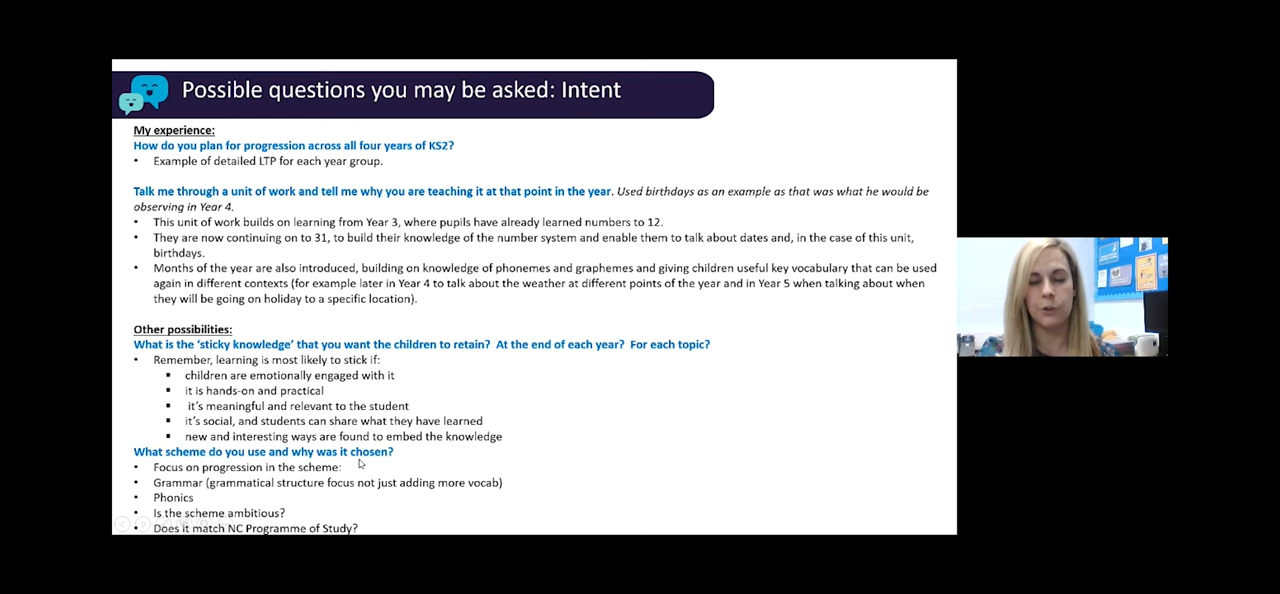 Possible questions you may be asked: Intent
My experience:
How do you plan for progression across all four years of KS2?
• Example of detailed LTP for each year group.
Talk me through a unit of work and tell me why you are teaching it at that point in the year. Used birthdays as an example as that was what he would be
observing in Year 4.
• This unit of work builds on learning from Year 3, where pupils have already learned numbers to 12.
• They are now continuing on to 31, to build their knowledge of the number system and enable them to talk about dates and, in the case of this unit,
birthdays.
• Months of the year are also introduced, building on knowledge of phonemes and graphemes and giving children useful key vocabulary that can be used
again in different contexts (for example later in Year 4 to talk about the weather at different points of the year and in Year 5 when talking about when
they will be going on holiday to a specific location).
Other possibilities:
What is the ‘sticky knowledge’ that you want the children to retain? At the end of each year? For each topic?
• Remember, learning is most likely to stick if:
▪ children are emotionally engaged with it
▪ it is hands-on and practical
▪ it’s meaningful and relevant to the student
▪ it’s social, and students can share what they have learned
▪ new and interesting ways are found to embed the knowledge
What scheme do you use and why was it chosen?
• Focus on progression in the scheme:
• Grammar (grammatical structure focus not just adding more vocab)
• Phonics
• Is the scheme ambitious?
• Does it match NC Programme of Study?